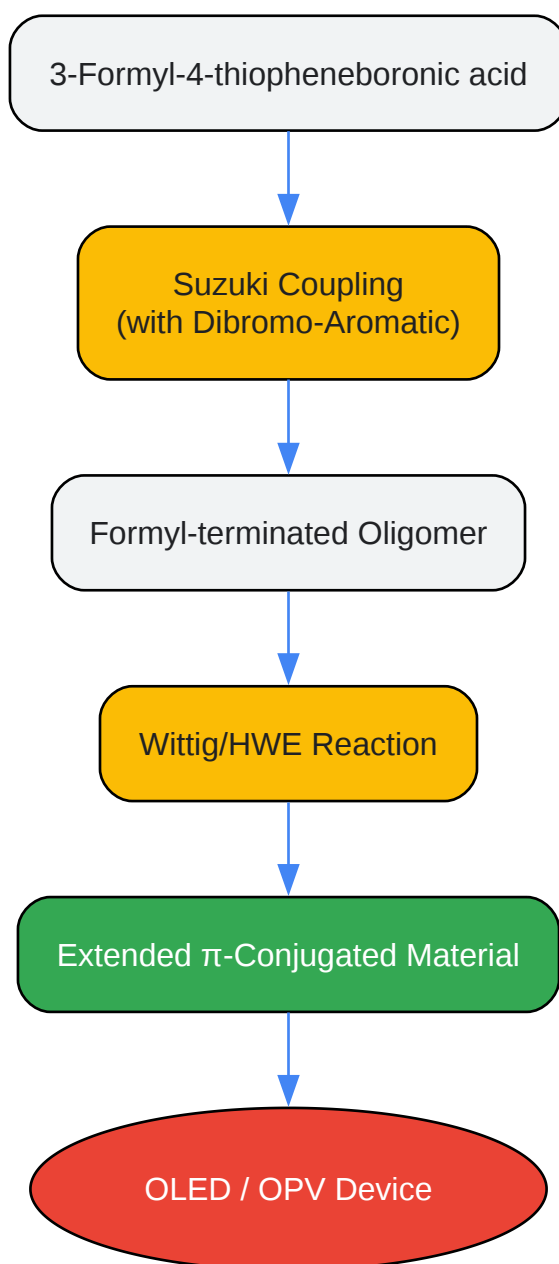 3-Formyl-4-thiopheneboronic acid
Suzuki Coupling
(with Dibromo-Aromatic)
Formyl-terminated Oligomer
Wittig/HWE Reaction
Extended π-Conjugated Material
OLED / OPV Device